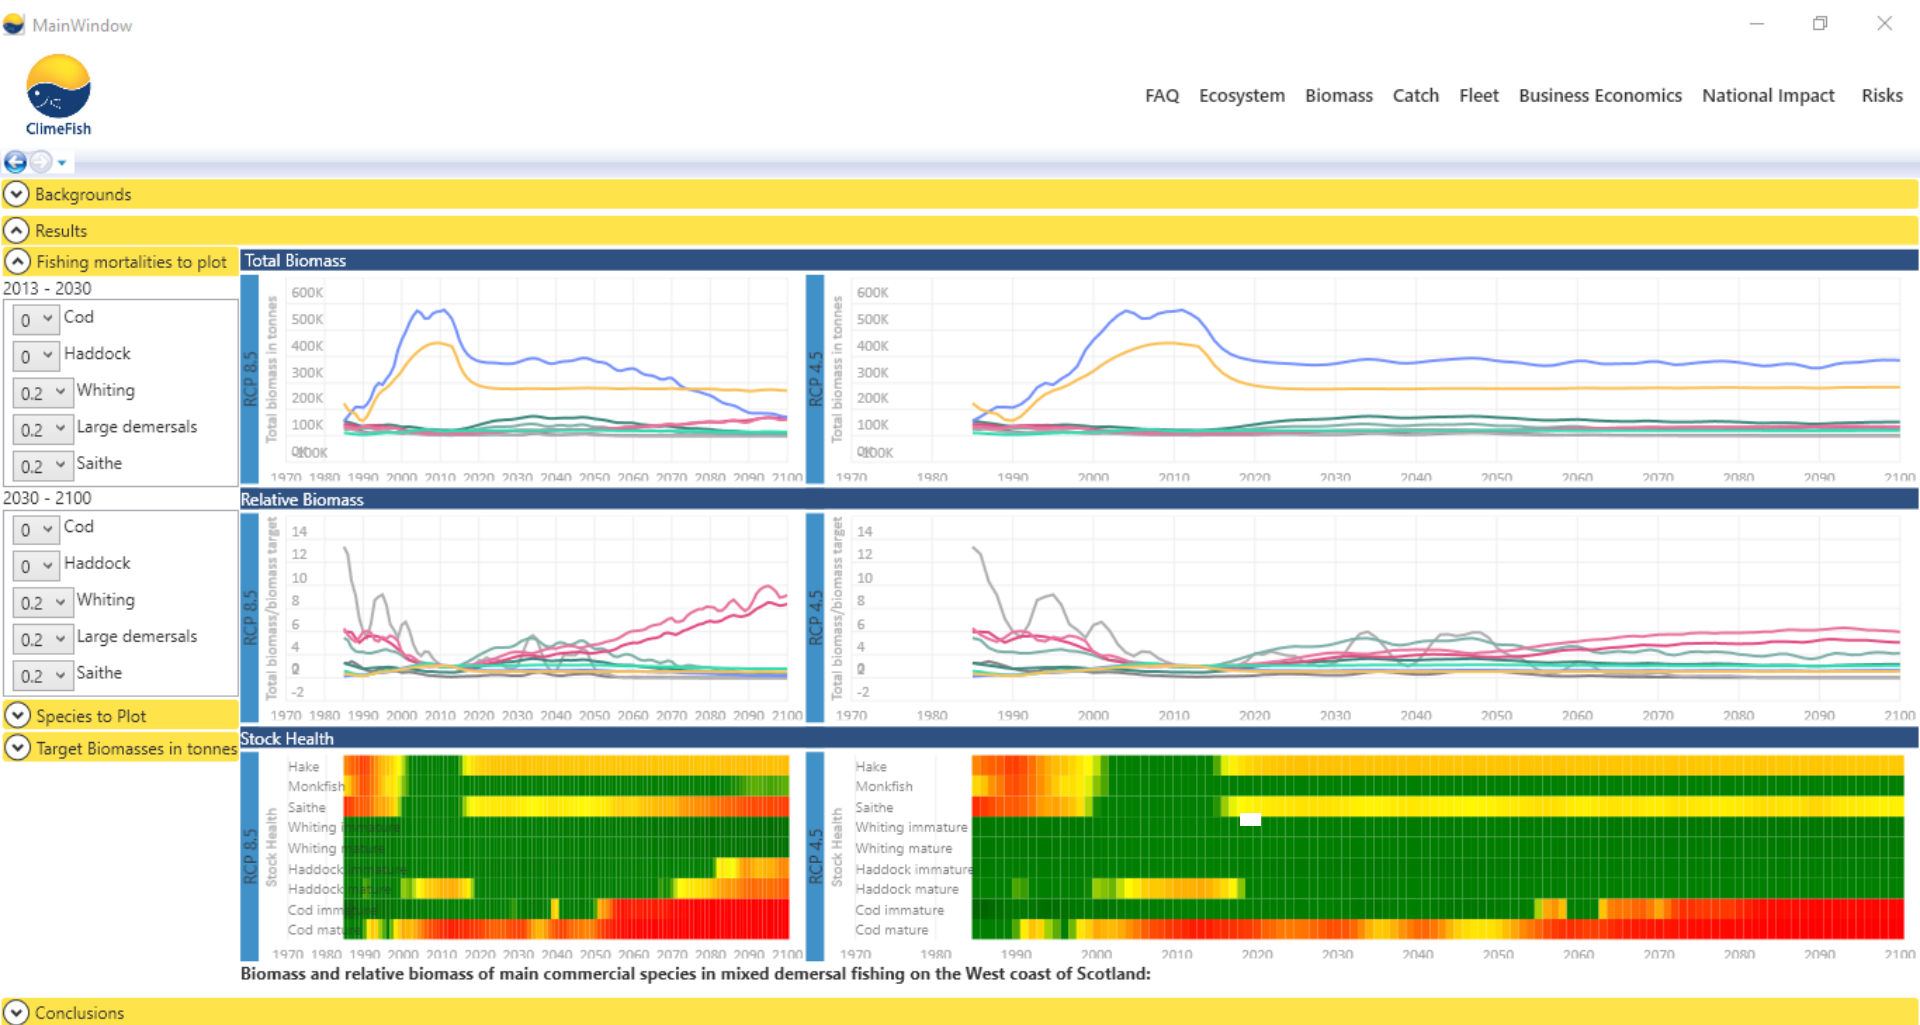 MainWindow
ClimeFish
FAQ Ecosystem Biomass Catch Fleet Business Economics National Impact Risks
Backgrounds
Results
Fishing mortalities to plot
2013 - 2030
0 Cod
0 Haddock
0.2 Whiting
0.2 Large demersals
0.2 Saithe
2030 - 2100
0 Cod
0 Haddock
0.2 Whiting
0.2 Large demersals
0.2 Saithe
Species to Plot
Target Biomasses in tonnes
Total Biomass
RCP 8.5
Total biomass in tonnes
600K
500K
400K
300K
200K
100K
0K
-100K
1970 1980 1990 2000 2010 2020 2030 2040 2050 2060 2070 2080 2090 2100
RCP 4.5
Total biomass in tonnes
600K
500K
400K
300K
200K
100K
0K
-100K
1970 1980 1990 2000 2010 2020 2030 2040 2050 2060 2070 2080 2090 2100
Relative Biomass
RCP 8.5
Total biomass/biomass target
14
12
10
8
6
4
2
0
-2
1970 1980 1990 2000 2010 2020 2030 2040 2050 2060 2070 2080 2090 2100
RCP 4.5
Total biomass/biomass target
14
12
10
8
6
4
2
0
-2
1970 1980 1990 2000 2010 2020 2030 2040 2050 2060 2070 2080 2090 2100
Stock Health
RCP 8.5
Stock Health
Hake
Monkfish
Saithe
Whiting immature
Whiting mature
Haddock immature
Haddock mature
Cod immature
Cod mature
1970 1980 1990 2000 2010 2020 2030 2040 2050 2060 2070 2080 2090 2100
RCP 4.5
Stock Health
Hake
Monkfish
Saithe
Whiting immature
Whiting mature
Haddock immature
Haddock mature
Cod immature
Cod mature
1970 1980 1990 2000 2010 2020 2030 2040 2050 2060 2070 2080 2090 2100
Biomass and relative biomass of main commercial species in mixed demersal fishing on the West coast of Scotland:
Conclusions